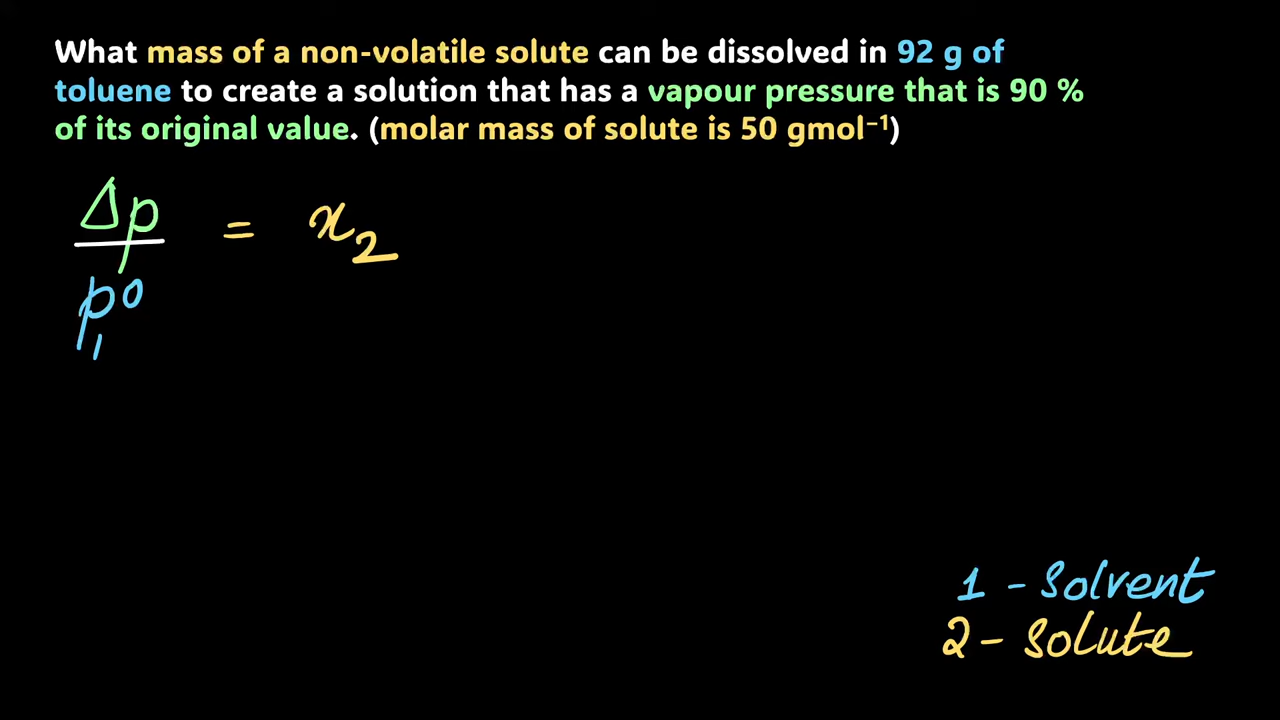 What mass of a non-volatile solute can be dissolved in 92 g of
toluene to create a solution that has a vapour pressure that is 90 %
of its original value. (molar mass of solute is 50 gmol⁻¹)
Δp = x₂
p⁰₁
1 - Solvent
2 - Solute